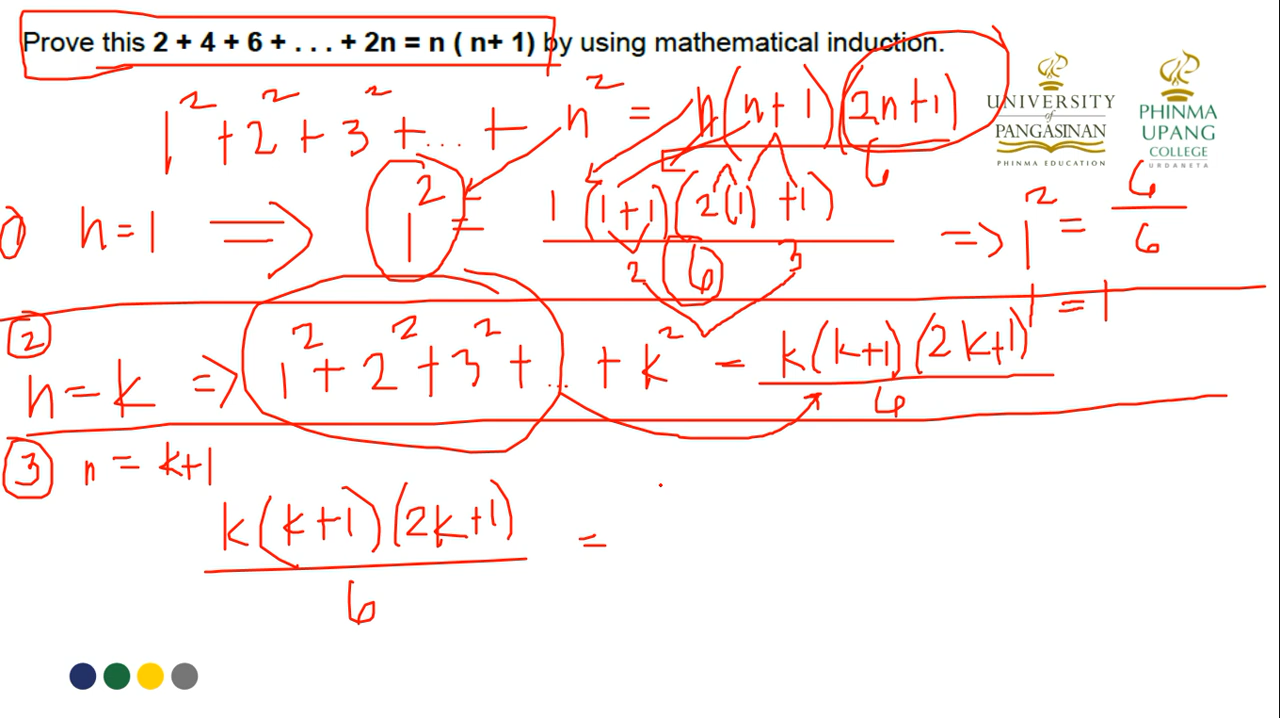 Prove this 2 + 4 + 6 + . . . + 2n = n ( n+ 1) by using mathematical induction.
1² + 2² + 3² + ... + n² = n(n+1)(2n+1)
6
UNIVERSITY
OF
PANGASINAN
PHINMA EDUCATION
PHINMA
UPANG
COLLEGE
URDANETA
1 n=1 => 1² = 1(1+1)(2(1)+1) => 1² = 6
6 6
2 3
1 = 1
2
n=k => 1² + 2² + 3² + ... + k² = k(k+1)(2k+1)
6
3 n = k+1
k(k+1)(2k+1) =
6